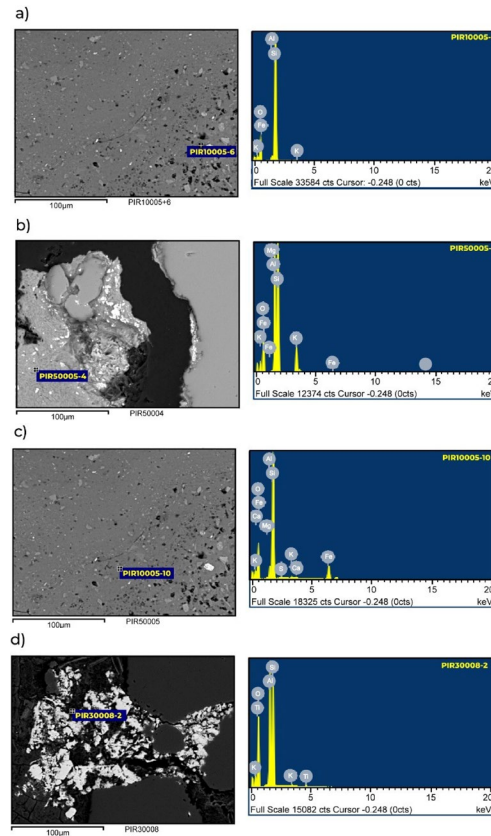 a)
PIR10005-6
100µm
PIR10005+6
PIR10005-
Al
Si
O
Fe
K
K
0 5 10 15 20
Full Scale 33584 cts Cursor: -0.248 (0 cts)
keV
b)
PIR50005-4
100µm
PIR50004
PIR50005-
Mg
Al
Si
O
Fe
K
Fe
K
Fe
0 5 10 15 20
Full Scale 12374 cts Cursor -0.248 (0cts)
keV
c)
PIR10005-10
100µm
PIR50005
PIR10005-10
Al
Si
O
Fe
Ca
Mg
K
S
K
Ca
Fe
0 5 10 15 20
Full Scale 18325 cts Cursor -0.248 (0cts)
keV
d)
PIR30008-2
100µm
PIR30008
PIR30008-2
Si
Al
O
Ti
K
K
Ti
0 5 10 15 20
Full Scale 15082 cts Cursor -0.248 (0cts)
keV